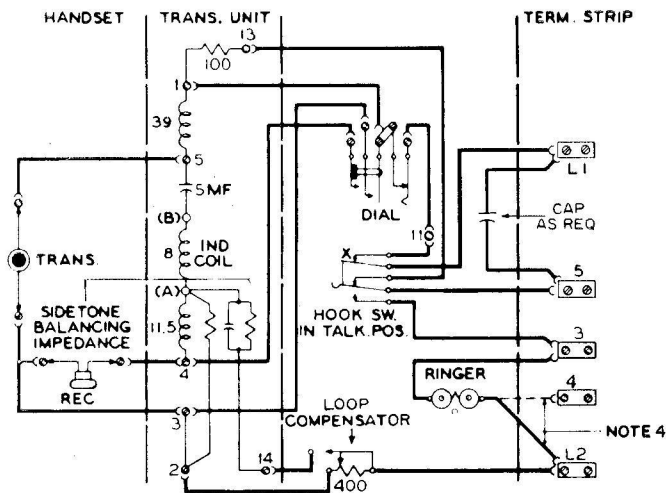 HANDSET
TRANS. UNIT
TERM. STRIP
13
100
1
39
5
.5MF
(B)
8
IND
COIL
(A)
11.5
4
3
2
14
TRANS.
SIDETONE
BALANCING
IMPEDANCE
REC
DIAL
11
X
HOOK SW.
IN TALK. POS.
RINGER
LOOP
COMPENSATOR
400
L1
CAP
AS REQ
5
3
4
NOTE 4
L2